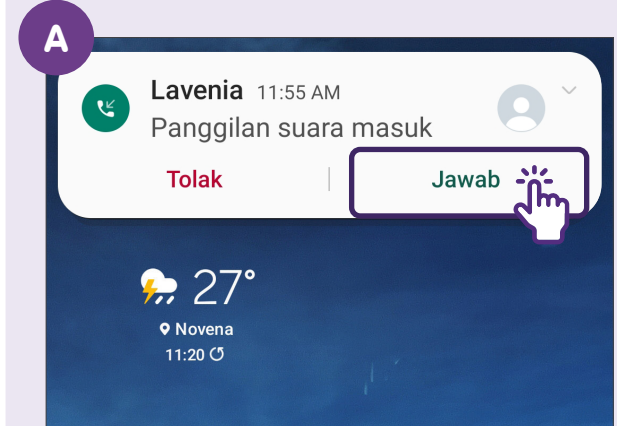 A
Lavenia 11:55 AM
Panggilan suara masuk
Tolak Jawab
27°
Novena
11:20